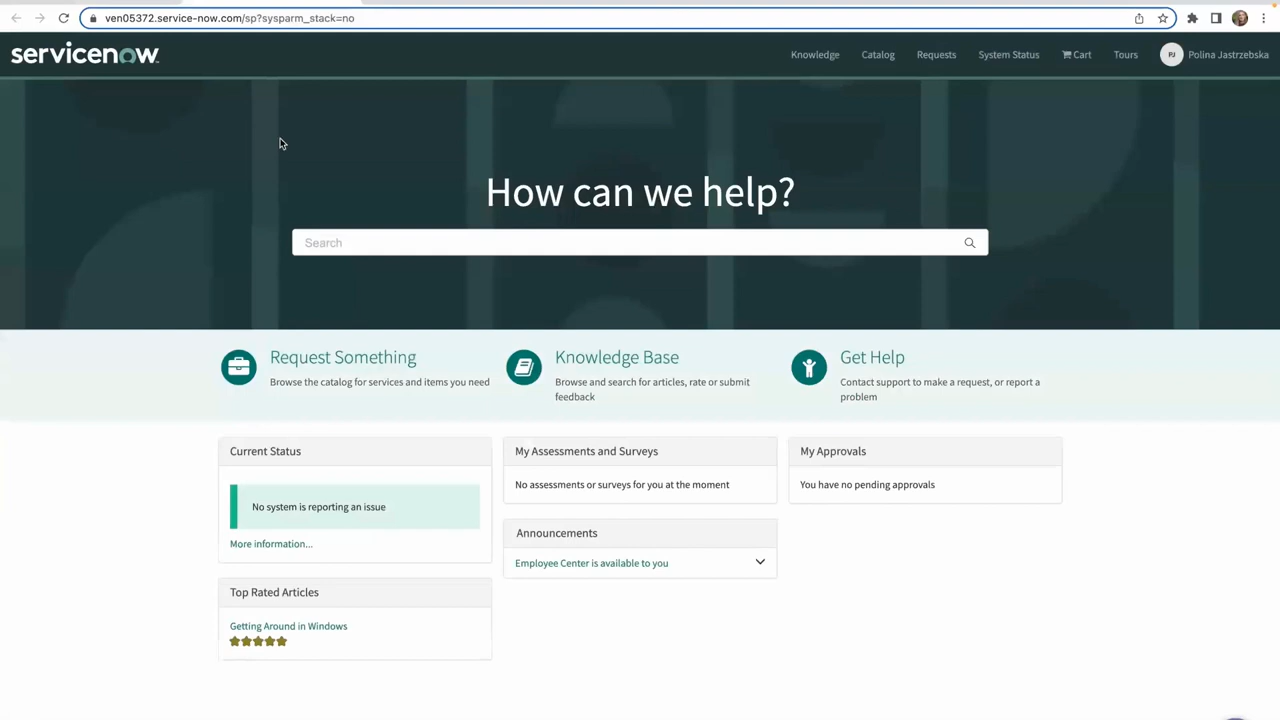 ven05372.service-now.com/sp?sysparm_stack=no
servicenow
Knowledge
Catalog
Requests
System Status
Cart
Tours
PJ
Polina Jastrzebska
How can we help?
Search
Request Something
Browse the catalog for services and items you need
Knowledge Base
Browse and search for articles, rate or submit
feedback
Get Help
Contact support to make a request, or report a
problem
Current Status
No system is reporting an issue
More information...
My Assessments and Surveys
No assessments or surveys for you at the moment
My Approvals
You have no pending approvals
Announcements
Employee Center is available to you
Top Rated Articles
Getting Around in Windows